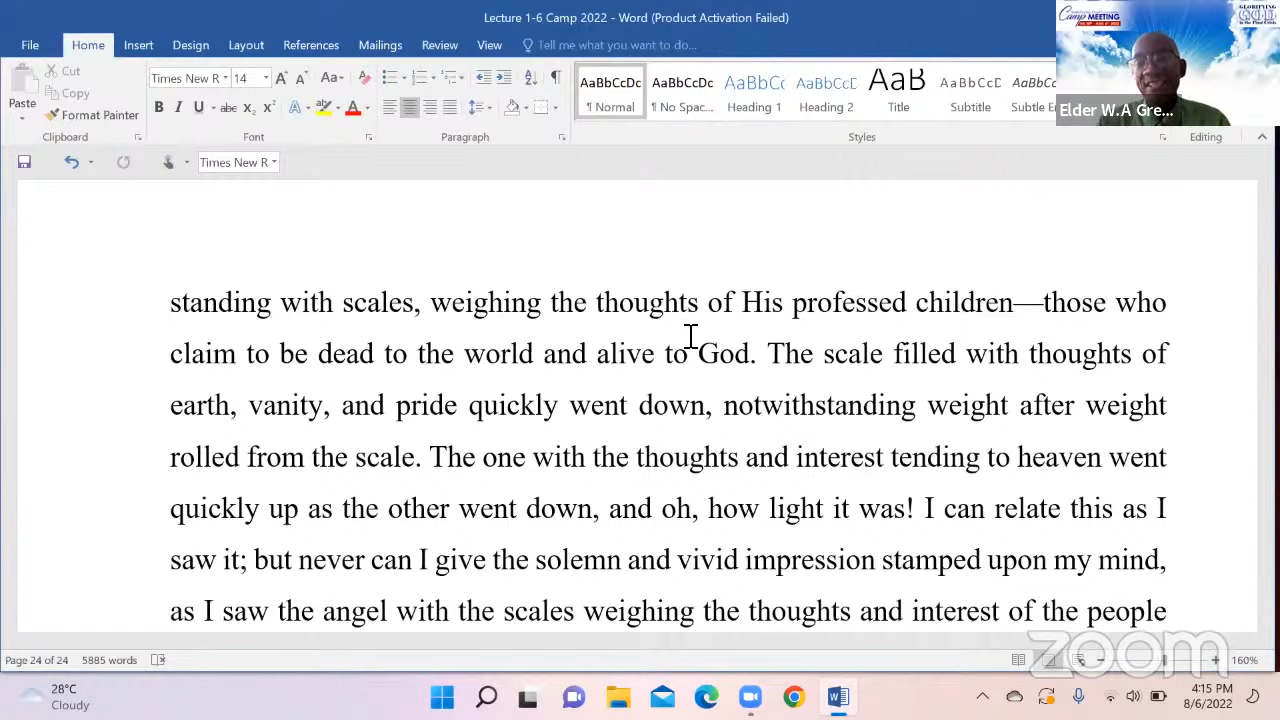 Lecture 1-6 Camp 2022 - Word (Product Activation Failed)
File Home Insert Design Layout References Mailings Review View Tell me what you want to do...
Camp MEETING
GLORIFYING
Elder W.A Gre...
Paste
Cut
Copy
Format Painter
Times New R 14
AaBbCcDc AaBbCcDc AaBbCc AaBbCcC AaB AaBbCcD AaBbCcD
¶ Normal ¶ No Spac... Heading 1 Heading 2 Title Subtitle Subtle E
Clipboard Font Paragraph Styles Editing
Times New R
standing with scales, weighing the thoughts of His professed children—those who
claim to be dead to the world and alive to God. The scale filled with thoughts of
earth, vanity, and pride quickly went down, notwithstanding weight after weight
rolled from the scale. The one with the thoughts and interest tending to heaven went
quickly up as the other went down, and oh, how light it was! I can relate this as I
saw it; but never can I give the solemn and vivid impression stamped upon my mind,
as I saw the angel with the scales weighing the thoughts and interest of the people
zoom
Page 24 of 24 5885 words 160%
28°C
Cloudy
4:15 PM
8/6/2022